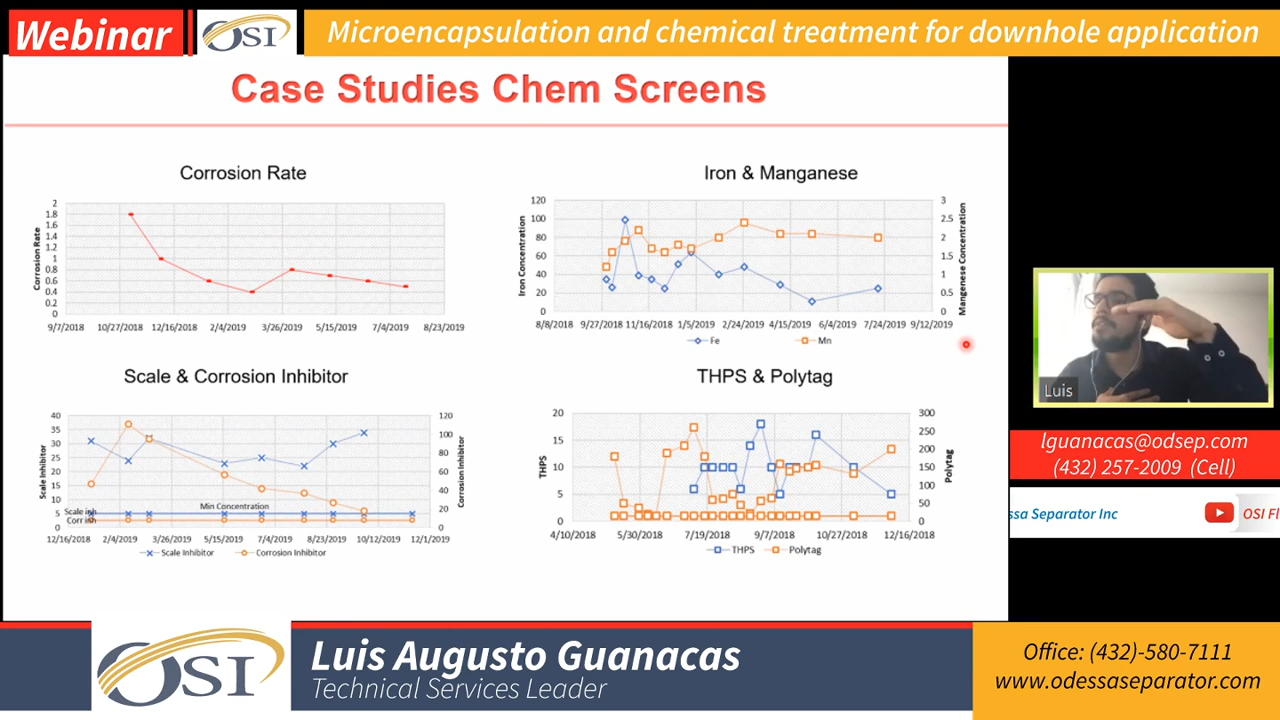 Webinar
OSI
Microencapsulation and chemical treatment for downhole application
Case Studies Chem Screens
Corrosion Rate
Corrosion Rate
2
1.8
1.6
1.4
1.2
1
0.8
0.6
0.4
0.2
0
9/7/2018 10/27/2018 12/16/2018 2/4/2019 3/26/2019 5/15/2019 7/4/2019 8/23/2019
Iron & Manganese
Iron Concentration
120
100
80
60
40
20
0
3
2.5
2
1.5
1
0.5
0
Manganese Concentration
8/8/2018 9/27/2018 11/16/2018 1/5/2019 2/24/2019 4/15/2019 6/4/2019 7/24/2019 9/12/2019
Fe Mn
Scale & Corrosion Inhibitor
Scale Inhibitor
40
35
30
25
20
15
10
5
0
120
100
80
60
40
20
0
Corrosion Inhibitor
Min Concentration
Scale inh
Corr inh
12/16/2018 2/4/2019 3/26/2019 5/15/2019 7/4/2019 8/23/2019 10/12/2019 12/1/2019
Scale Inhibitor Corrosion Inhibitor
THPS & Polytag
THPS
20
15
10
5
0
300
250
200
150
100
50
0
Polytag
4/10/2018 5/30/2018 7/19/2018 9/7/2018 10/27/2018 12/16/2018
THPS Polytag
Luis
lguanacas@odsep.com
(432) 257-2009 (Cell)
ssa Separator Inc
OSI Fl
OSI
Luis Augusto Guanacas
Technical Services Leader
Office: (432)-580-7111
www.odessaseparator.com